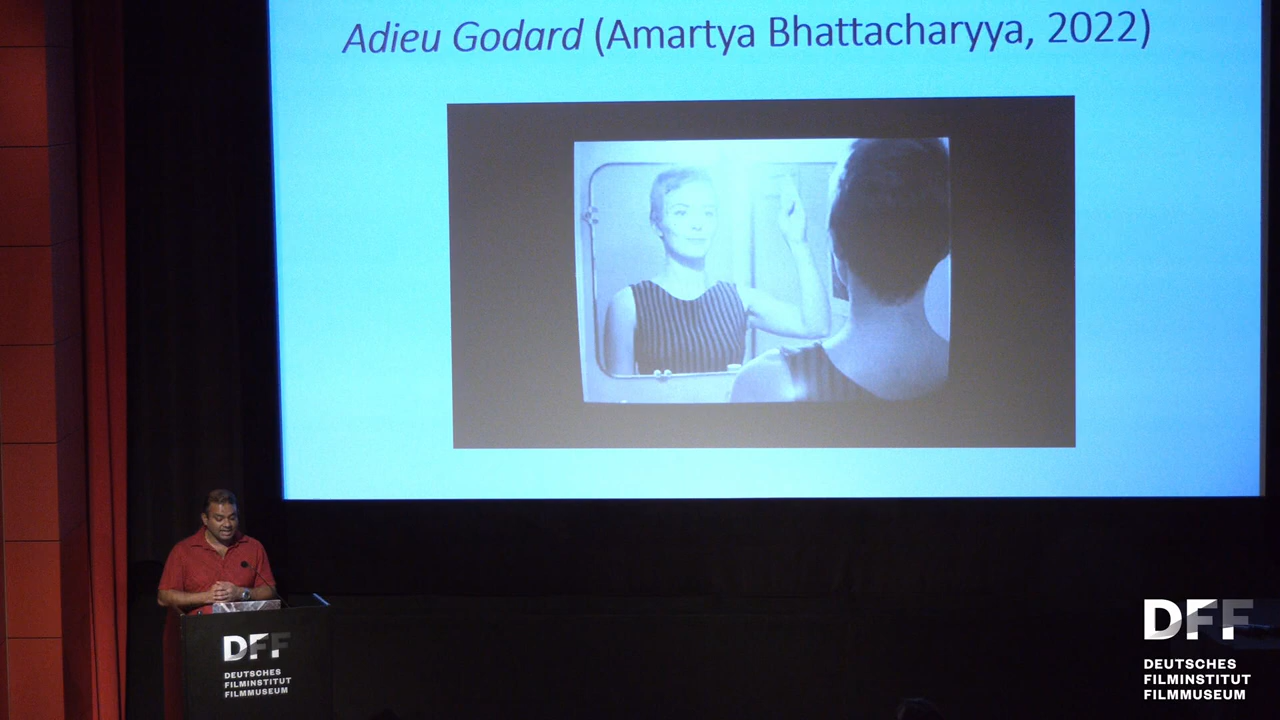 Adieu Godard (Amartya Bhattacharyya, 2022)
DFF
DEUTSCHES
FILMINSTITUT
FILMMUSEUM
DFF
DEUTSCHES
FILMINSTITUT
FILMMUSEUM